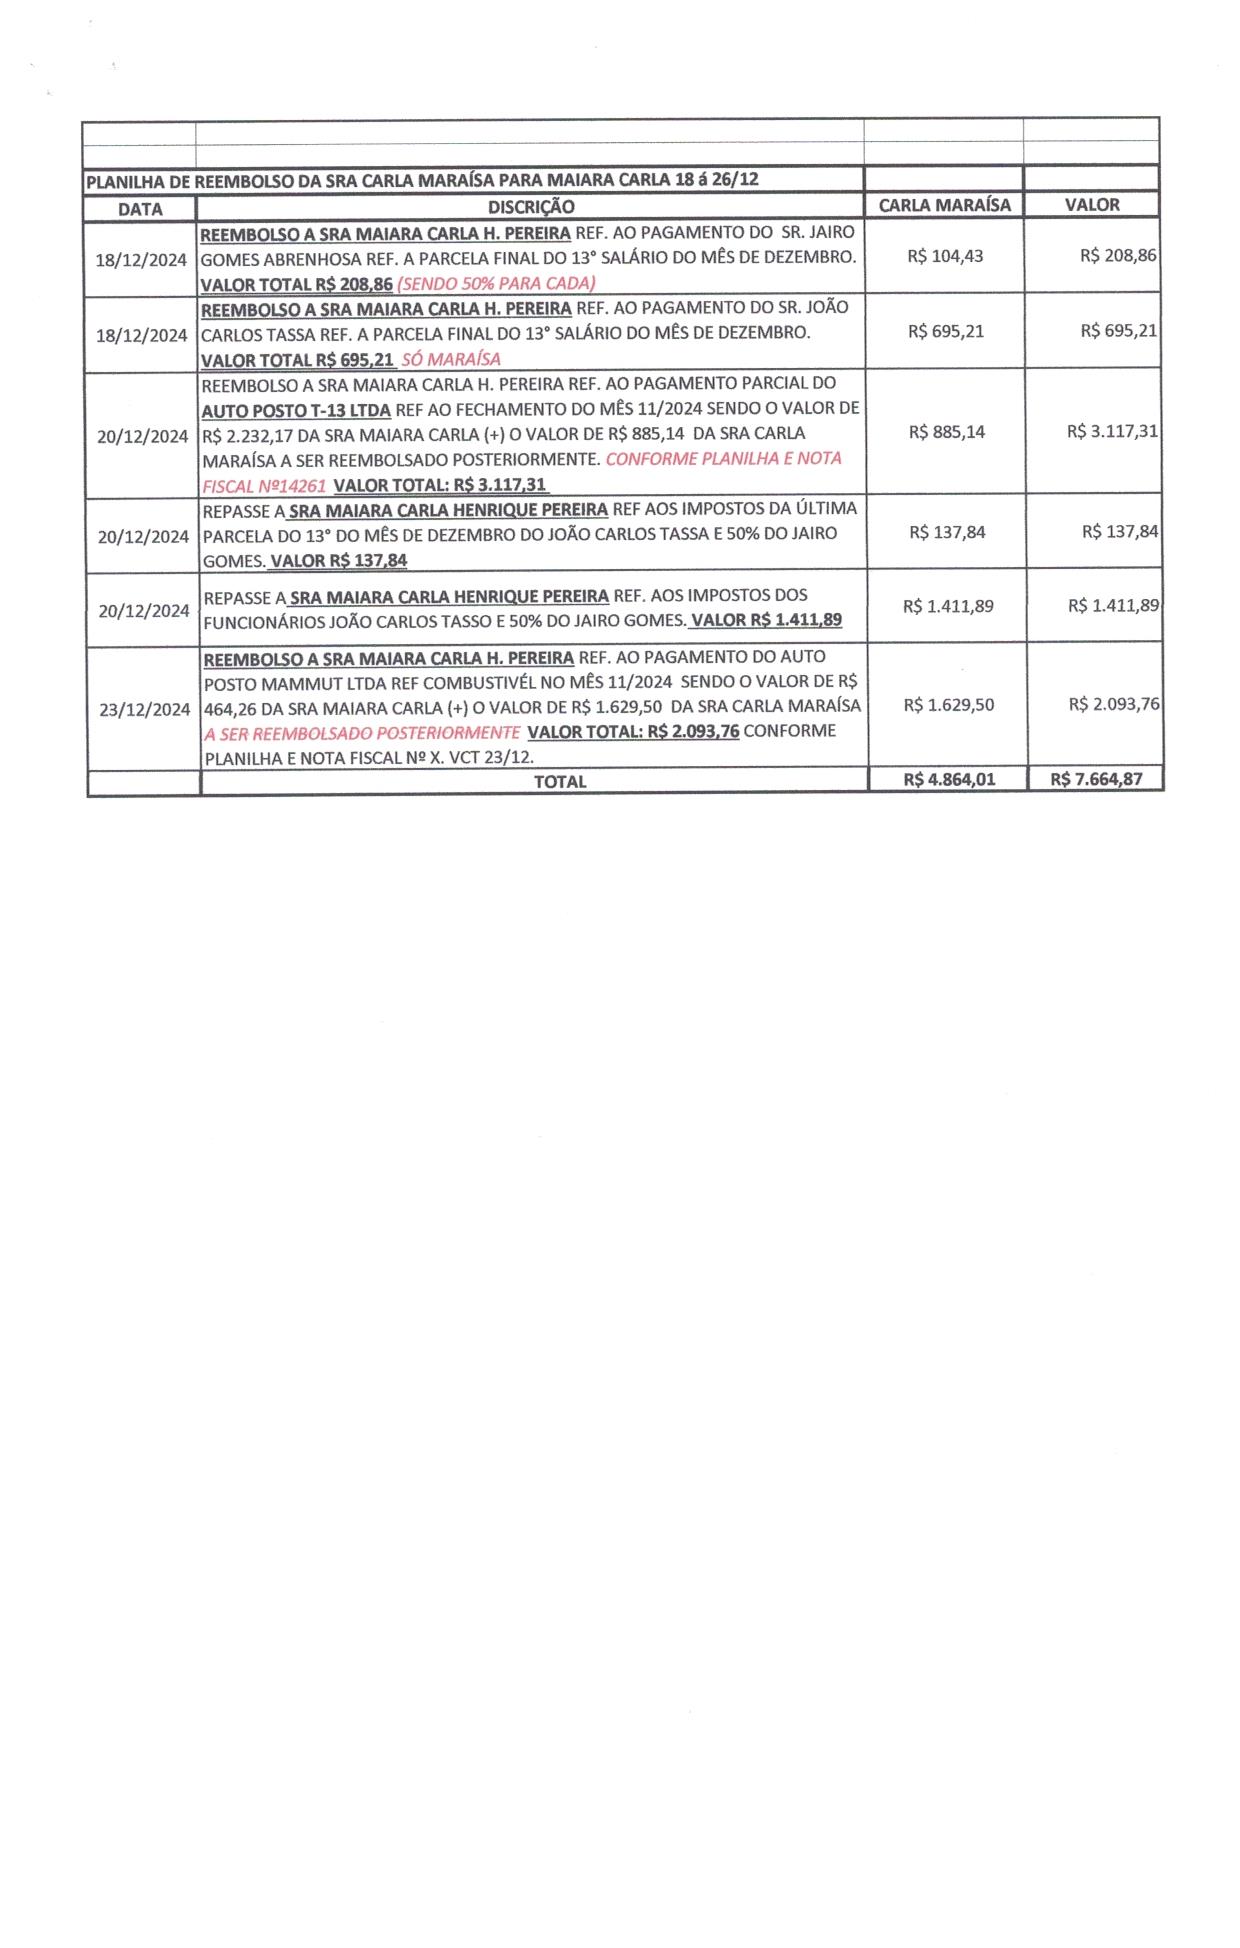 PLANILHA DE REEMBOLSO DA SRA CARLA MARAÍSA PARA MAIARA CARLA 18 á 26/12
DATA DISCRIÇÃO CARLA MARAÍSA VALOR
REEMBOLSO A SRA MAIARA CARLA H. PEREIRA REF. AO PAGAMENTO DO SR. JAIRO
18/12/2024 GOMES ABRENHOSA REF. A PARCELA FINAL DO 13° SALÁRIO DO MÊS DE DEZEMBRO. R$ 104,43 R$ 208,86
VALOR TOTAL R$ 208,86 (SENDO 50% PARA CADA)
REEMBOLSO A SRA MAIARA CARLA H. PEREIRA REF. AO PAGAMENTO DO SR. JOÃO
18/12/2024 CARLOS TASSA REF. A PARCELA FINAL DO 13° SALÁRIO DO MÊS DE DEZEMBRO. R$ 695,21 R$ 695,21
VALOR TOTAL R$ 695,21 SÓ MARAÍSA
REEMBOLSO A SRA MAIARA CARLA H. PEREIRA REF. AO PAGAMENTO PARCIAL DO
AUTO POSTO T-13 LTDA REF AO FECHAMENTO DO MÊS 11/2024 SENDO O VALOR DE
20/12/2024 R$ 2.232,17 DA SRA MAIARA CARLA (+) O VALOR DE R$ 885,14 DA SRA CARLA R$ 885,14 R$ 3.117,31
MARAÍSA A SER REEMBOLSADO POSTERIORMENTE. CONFORME PLANILHA E NOTA
FISCAL Nº14261 VALOR TOTAL: R$ 3.117,31
REPASSE A SRA MAIARA CARLA HENRIQUE PEREIRA REF AOS IMPOSTOS DA ÚLTIMA
20/12/2024 PARCELA DO 13° DO MÊS DE DEZEMBRO DO JOÃO CARLOS TASSA E 50% DO JAIRO R$ 137,84 R$ 137,84
GOMES. VALOR R$ 137,84
REPASSE A SRA MAIARA CARLA HENRIQUE PEREIRA REF. AOS IMPOSTOS DOS
20/12/2024 FUNCIONÁRIOS JOÃO CARLOS TASSO E 50% DO JAIRO GOMES. VALOR R$ 1.411,89 R$ 1.411,89 R$ 1.411,89
REEMBOLSO A SRA MAIARA CARLA H. PEREIRA REF. AO PAGAMENTO DO AUTO
POSTO MAMMUT LTDA REF COMBUSTIVÉL NO MÊS 11/2024 SENDO O VALOR DE R$
23/12/2024 464,26 DA SRA MAIARA CARLA (+) O VALOR DE R$ 1.629,50 DA SRA CARLA MARAÍSA R$ 1.629,50 R$ 2.093,76
A SER REEMBOLSADO POSTERIORMENTE VALOR TOTAL: R$ 2.093,76 CONFORME
PLANILHA E NOTA FISCAL Nº X. VCT 23/12.
TOTAL R$ 4.864,01 R$ 7.664,87